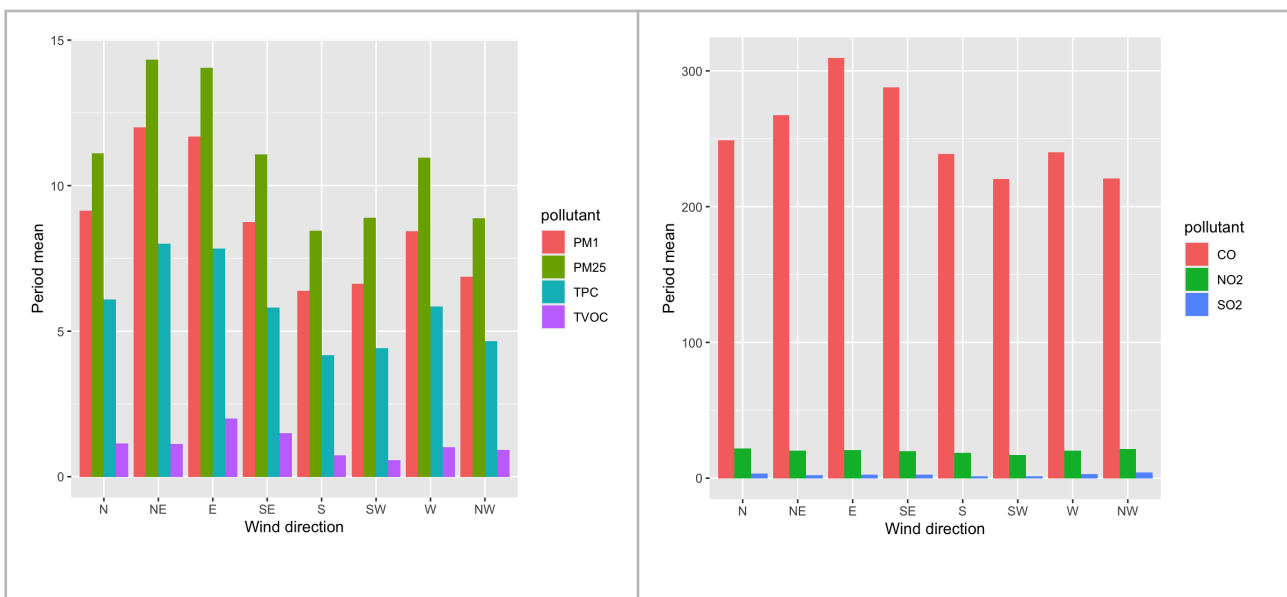 15
10
5
0
Period mean
N NE E SE S SW W NW
Wind direction
pollutant
PM1
PM25
TPC
TVOC
300
200
100
0
Period mean
N NE E SE S SW W NW
Wind direction
pollutant
CO
NO2
SO2